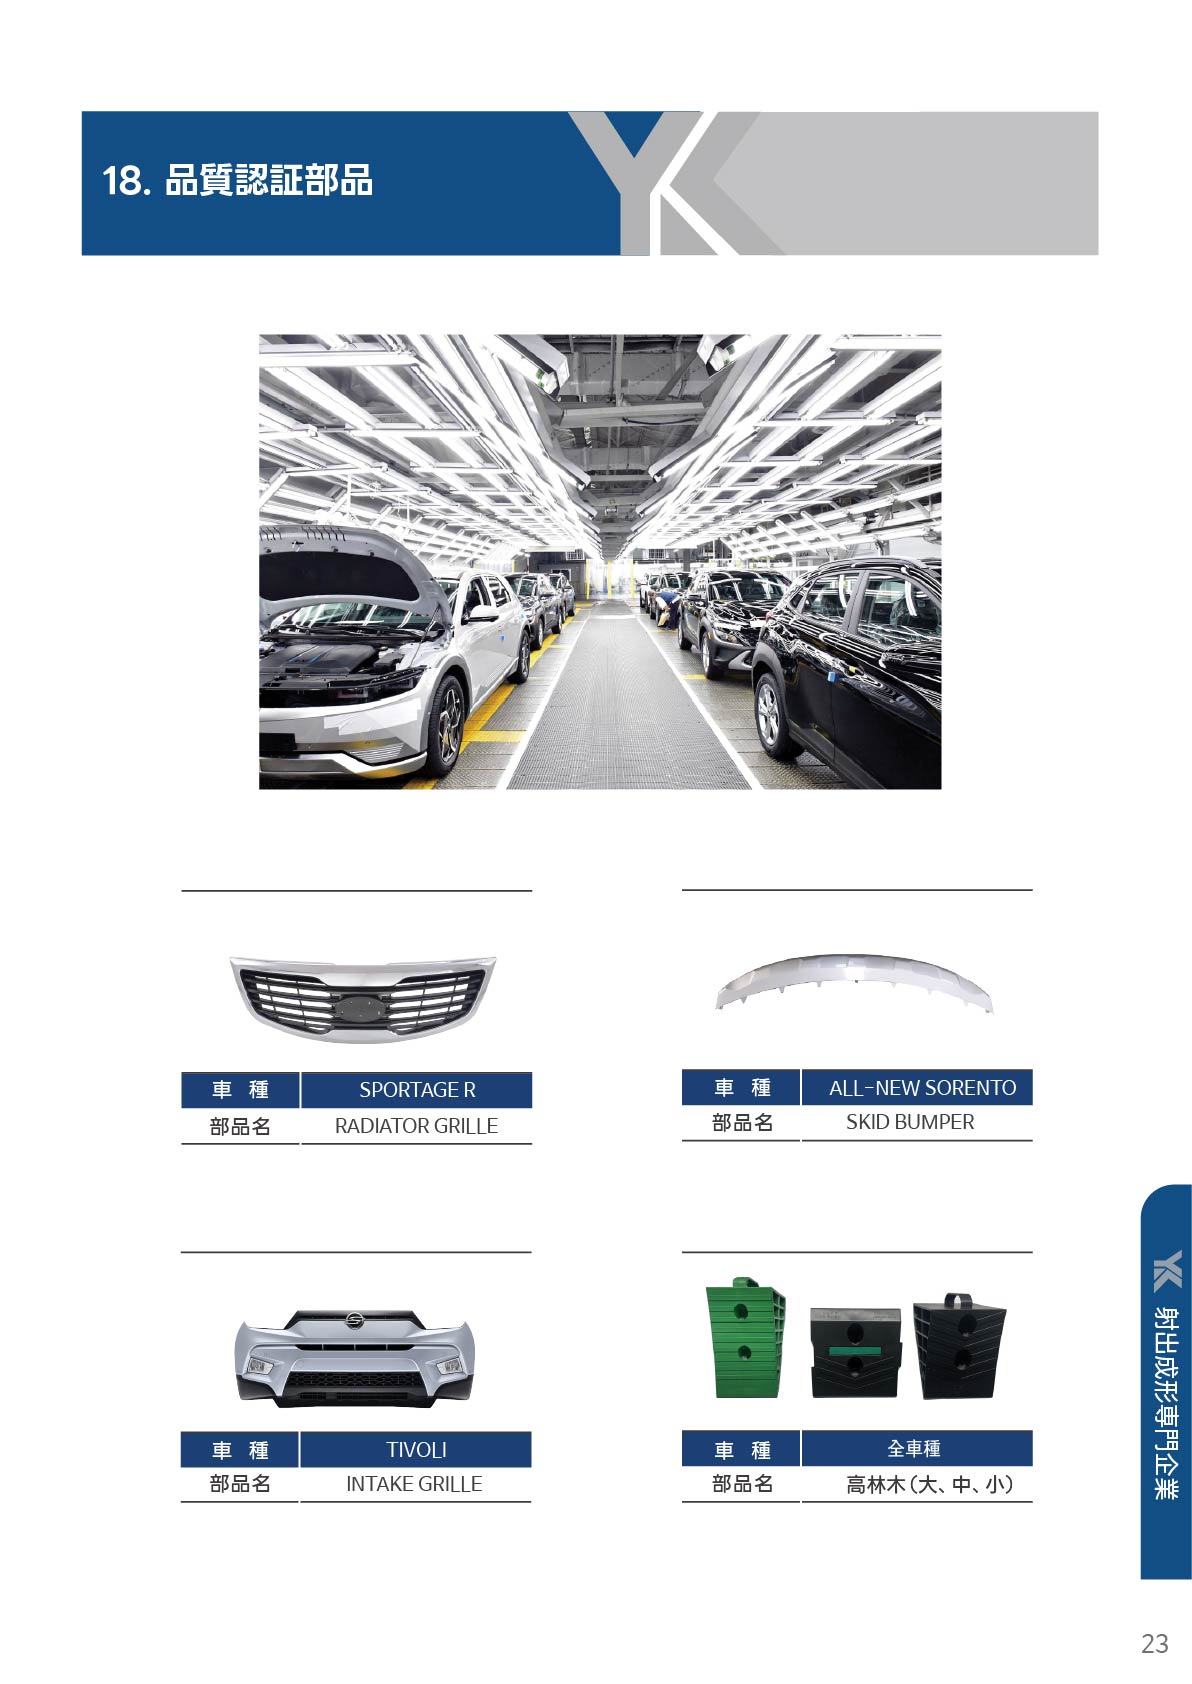 18. 品質認証部品
YK
車 種 SPORTAGE R
部品名 RADIATOR GRILLE
車 種 ALL-NEW SORENTO
部品名 SKID BUMPER
車 種 TIVOLI
部品名 INTAKE GRILLE
車 種 全車種
部品名 高林木(大、中、小)
YK 射出成形専門企業
23